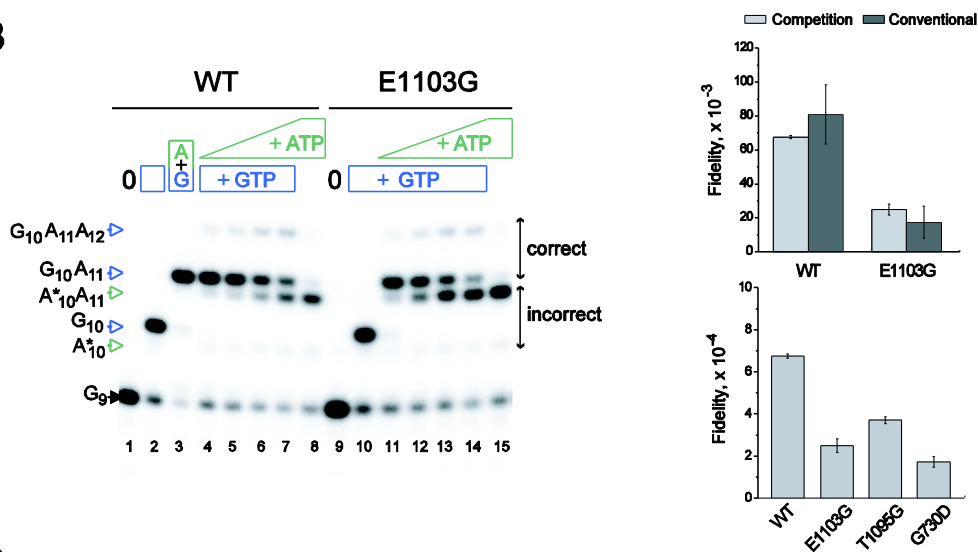 B
WT E1103G
A
+
G
+ ATP
+ ATP
0 + GTP 0 + GTP
G10A11A12
G10A11
A*10A11
G10
A*10
G9
correct
incorrect
1 2 3 4 5 6 7 8 9 10 11 12 13 14 15
Competition Conventional
Fidelity, x 10-3
120
100
80
60
40
20
0
WT E1103G
Fidelity, x 10-4
10
8
6
4
2
0
WT E1103G T1095G G730D